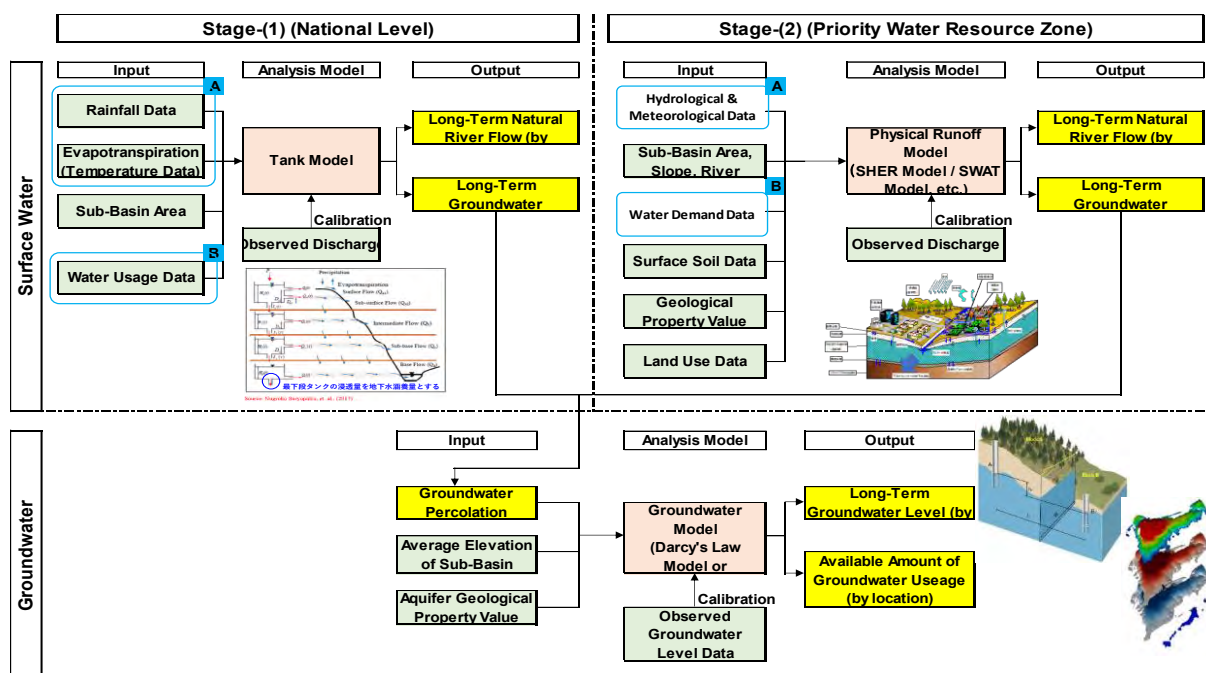 Stage-(1) (National Level)
Stage-(2) (Priority Water Resource Zone)
Surface Water
Input
Analysis Model
Output
A
Rainfall Data
Evapotranspiration
(Temperature Data)
Sub-Basin Area
B
Water Usage Data
Tank Model
Calibration
Observed Discharge
Long-Term Natural
River Flow (by
Long-Term
Groundwater
Precipitation
Evapotranspiration
Surface Flow
Sub-surface Flow
Intermediate Flow
Sub-base Flow
Base Flow
最下段タンクの浸透量を地下水涵養量とする
Input
Analysis Model
Output
A
Hydrological &
Meteorological Data
Sub-Basin Area,
Slope, River
B
Water Demand Data
Surface Soil Data
Geological
Property Value
Land Use Data
Physical Runoff
Model
(SHER Model / SWAT
Model, etc.)
Calibration
Observed Discharge
Long-Term Natural
River Flow (by
Long-Term
Groundwater
Groundwater
Input
Analysis Model
Output
Groundwater
Percolation
Average Elevation
of Sub-Basin
Aquifer Geological
Property Value
Groundwater
Model
(Darcy's Law
Model or
Calibration
Observed
Groundwater
Level Data
Long-Term
Groundwater Level (by
Available Amount of
Groundwater Useage
(by location)